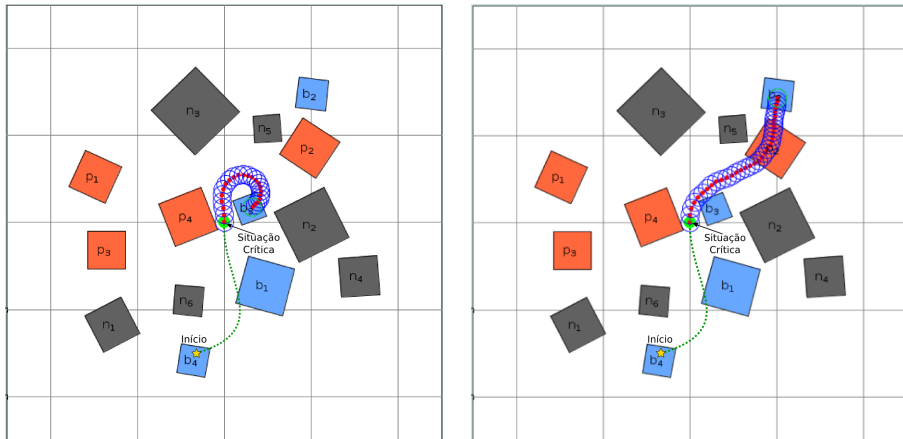 n₃
b₂
n₅
p₂
p₁
p₄
n₂
Situação
Crítica
p₃
n₄
b₁
n₆
n₁
Início
b₄
n₃
n₅
p₁
p₄
b₃
n₂
Situação
Crítica
p₃
n₄
b₁
n₆
n₁
Início
b₄